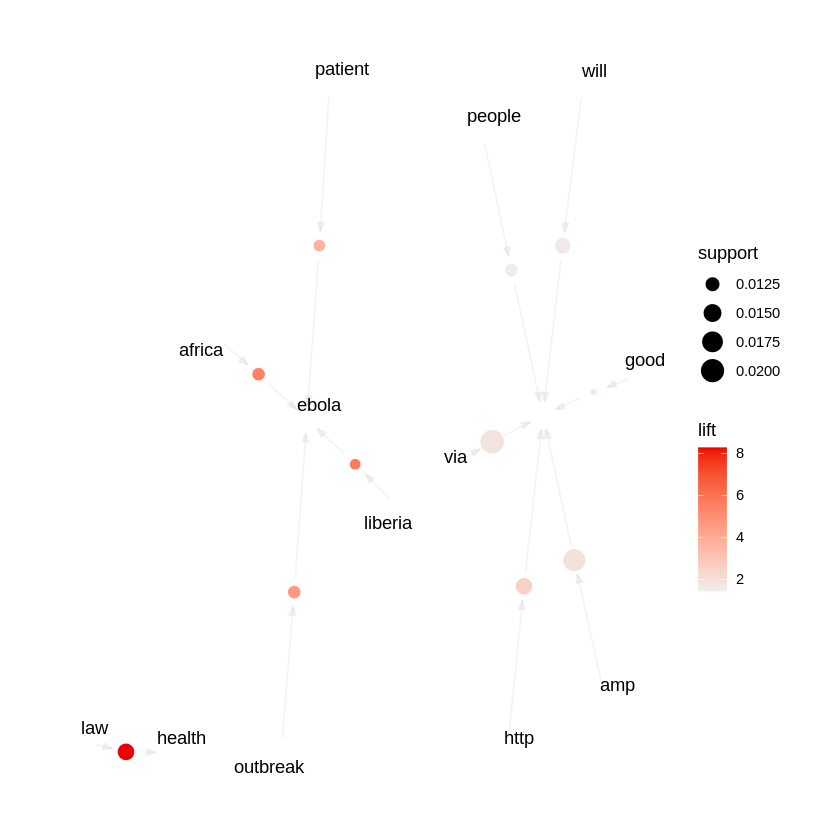 patient
will
people
africa
ebola
good
via
liberia
amp
law
health
http
outbreak
support
0.0125
0.0150
0.0175
0.0200
lift
8
6
4
2